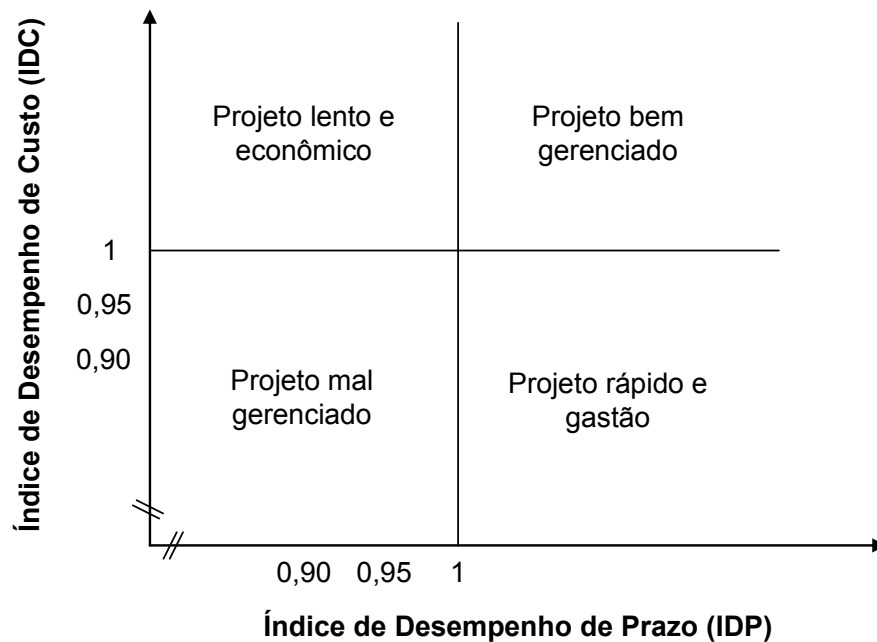 Índice de Desempenho de Custo (IDC)
Projeto lento e
econômico
Projeto bem
gerenciado
1
0,95
0,90
Projeto mal
gerenciado
Projeto rápido e
gastão
0,90
0,95
1
Índice de Desempenho de Prazo (IDP)